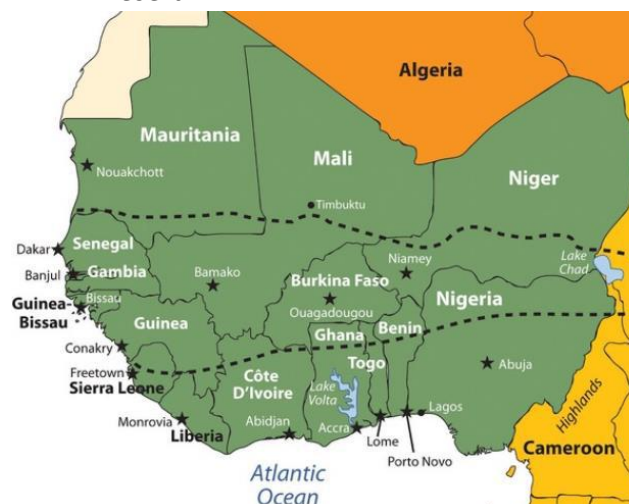 Algeria
Mauritania
Mali
Niger
Nouakchott
Timbuktu
Dakar
Senegal
Banjul
Gambia
Bamako
Burkina Faso
Niamey
Lake
Chad
Guinea-
Bissau
Bissau
Guinea
Ouagadougou
Nigeria
Ghana
Benin
Conakry
Freetown
Sierra Leone
Côte
D'Ivoire
Togo
Lake
Volta
Abuja
Monrovia
Liberia
Abidjan
Accra
Lome
Lagos
Porto Novo
Highlands
Cameroon
Atlantic
Ocean